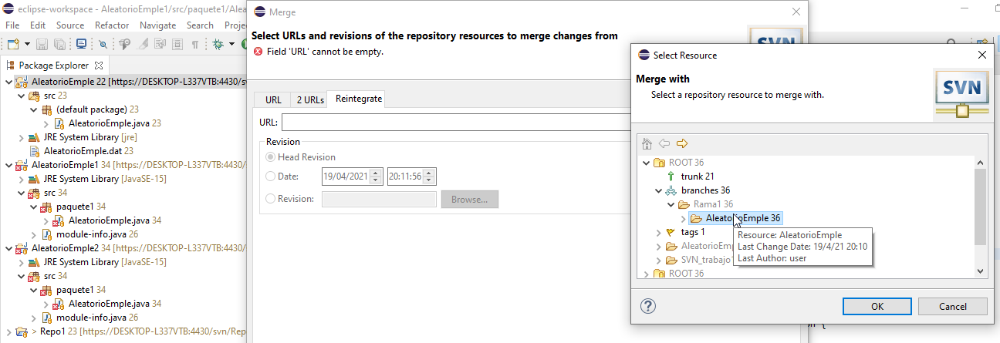 eclipse-workspace - AleatorioEmple1/src/paquete1/Alea
File Edit Source Refactor Navigate Search Proje
Package Explorer
AleatorioEmple 22 [https://DESKTOP-L337VTB:4430/sv
src 23
(default package) 23
AleatorioEmple.java 23
JRE System Library [jre]
AleatorioEmple.dat 23
AleatorioEmple1 34 [https://DESKTOP-L337VTB:4430/
JRE System Library [JavaSE-15]
src 34
paquete1 34
AleatorioEmple.java 34
module-info.java 26
AleatorioEmple2 34 [https://DESKTOP-L337VTB:4430/
JRE System Library [JavaSE-15]
src 34
paquete1 34
AleatorioEmple.java 34
module-info.java 26
> Repo1 23 [https://DESKTOP-L337VTB:4430/svn/Rep
Merge
Select URLs and revisions of the repository resources to merge changes from
Field 'URL' cannot be empty.
SVN
URL
2 URLs
Reintegrate
URL:
Revision
Head Revision
Date:
19/04/2021
20:11:56
Revision:
Browse...
Select Resource
Merge with
Select a repository resource to merge with.
SVN
ROOT 36
trunk 21
branches 36
Rama1 36
AleatorioEmple 36
tags 1
AleatorioEmp
SVN_trabajo1
ROOT 36
Resource: AleatorioEmple
Last Change Date: 19/4/21 20:10
Last Author: user
OK
Cancel